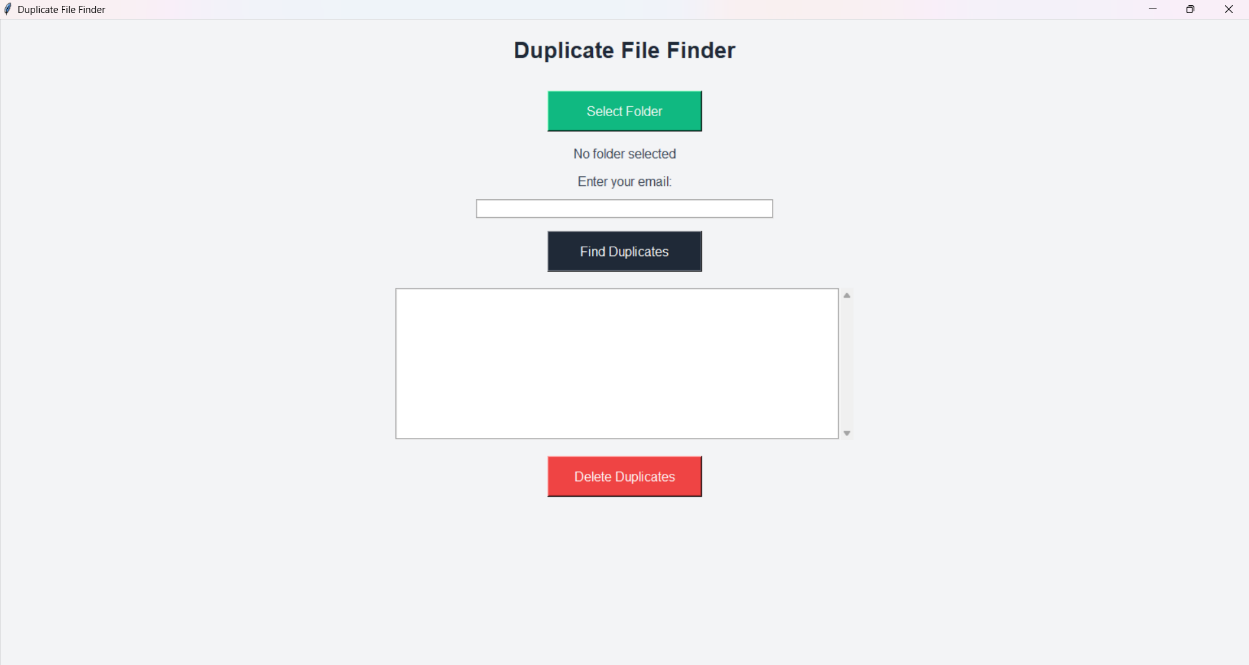 Duplicate File Finder
Duplicate File Finder
Select Folder
No folder selected
Enter your email:
Find Duplicates
Delete Duplicates